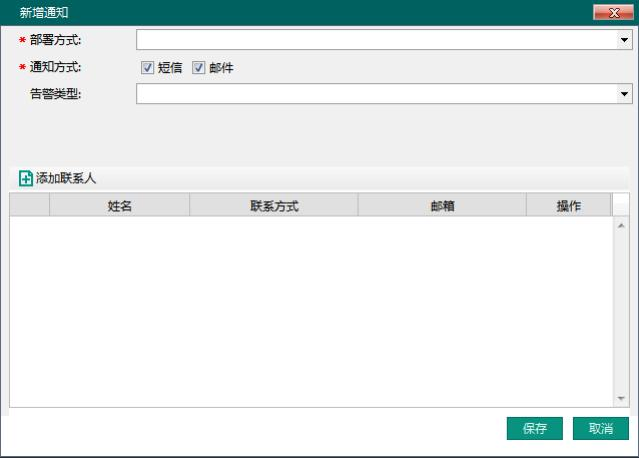 新增通知
* 部署方式:
* 通知方式: 短信 邮件
告警类型:
添加联系人
姓名 联系方式 邮箱 操作
保存 取消